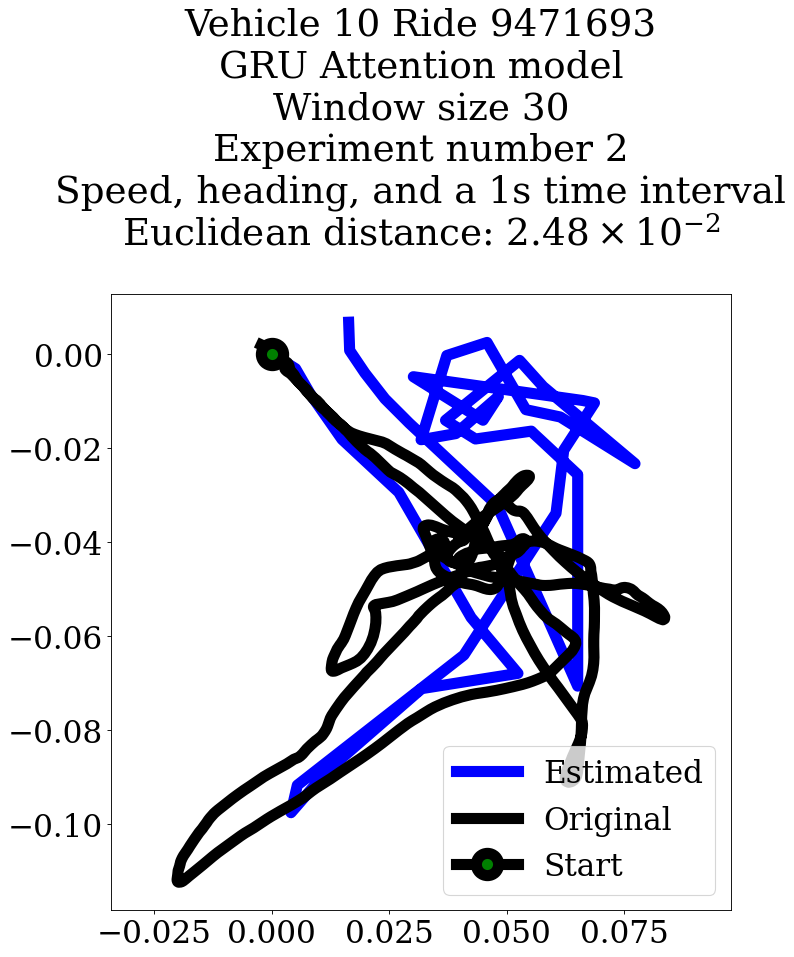 Vehicle 10 Ride 9471693
GRU Attention model
Window size 30
Experiment number 2
Speed, heading, and a 1s time interval
Euclidean distance: 2.48 × 10⁻²
0.00
−0.02
−0.04
−0.06
−0.08
−0.10
Estimated
Original
Start
−0.025 0.000 0.025 0.050 0.075